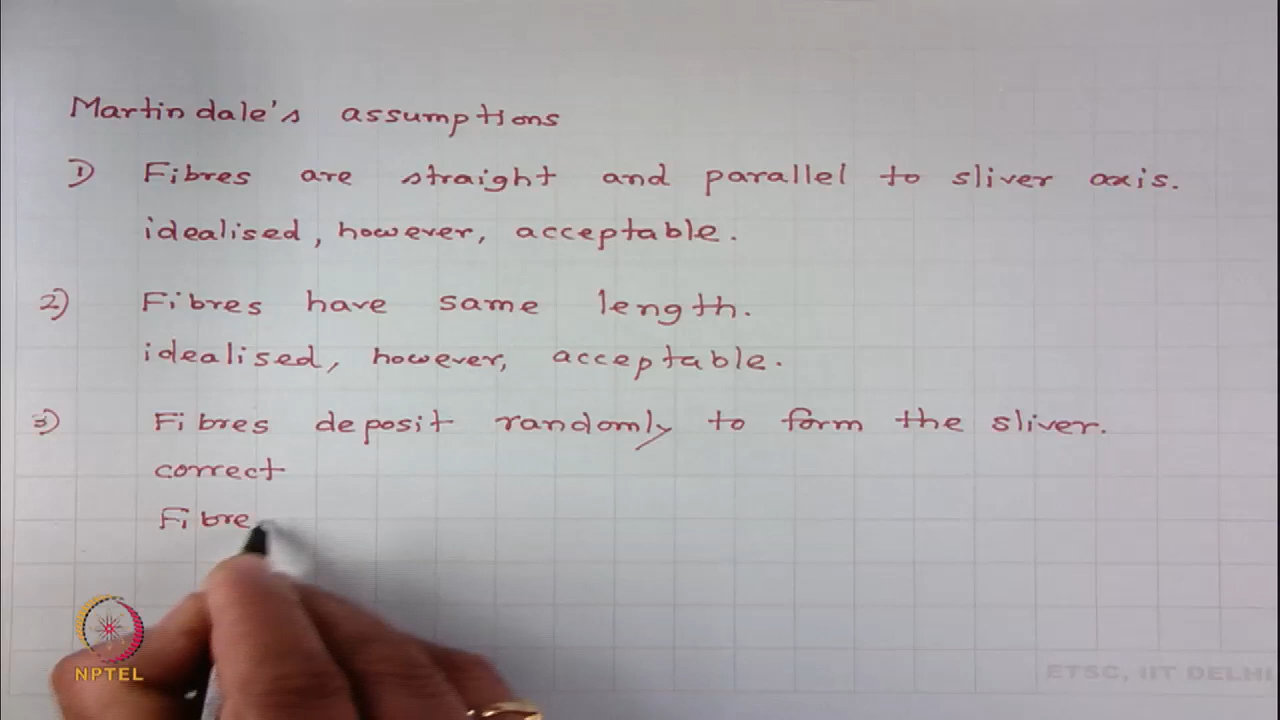 Martindale's assumptions
1) Fibres are straight and parallel to sliver axis.
idealised, however, acceptable.
2) Fibres have same length.
idealised, however, acceptable.
3) Fibres deposit randomly to form the sliver.
correct
Fibre
NPTEL
ETSC, IIT DELHI